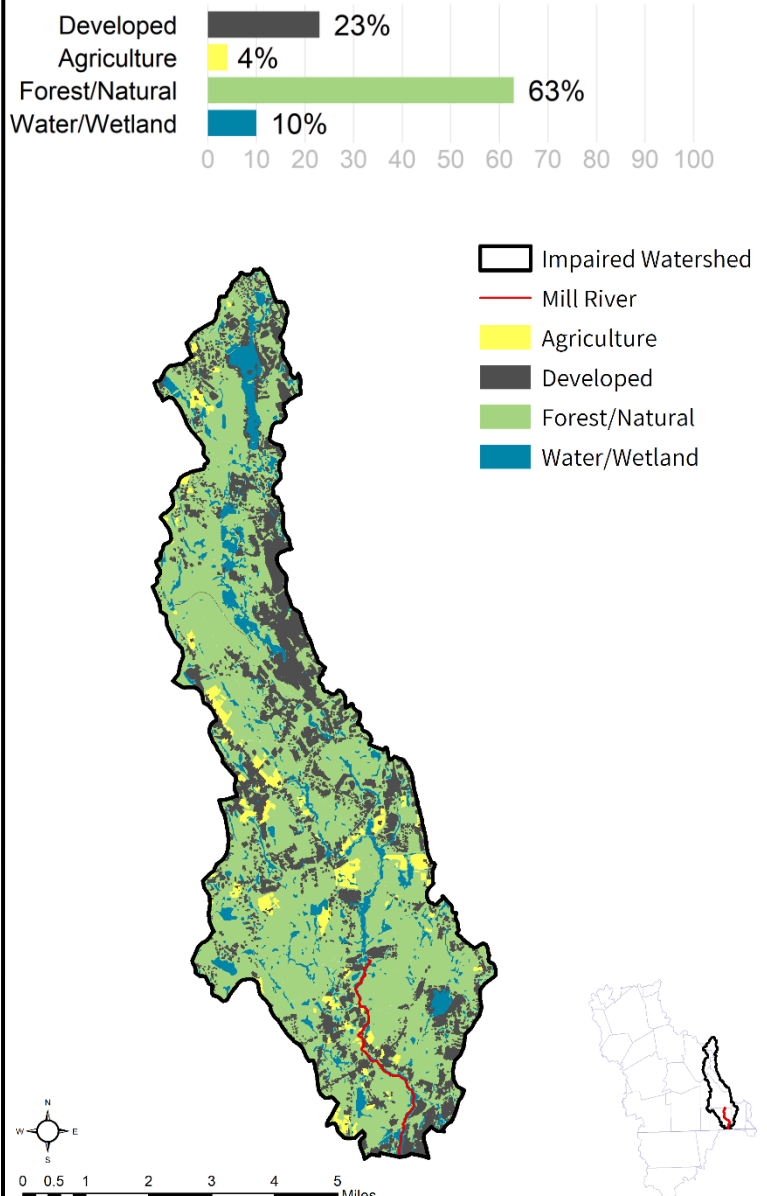 Developed 23%
Agriculture 4%
Forest/Natural 63%
Water/Wetland 10%
0 10 20 30 40 50 60 70 80 90 100
Impaired Watershed
Mill River
Agriculture
Developed
Forest/Natural
Water/Wetland
N
W E
S
0 0.5 1 2 3 4 5
Miles